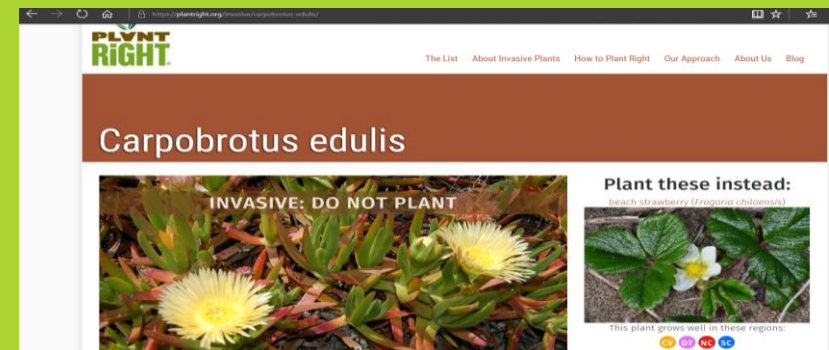 https://plantright.org/invasive/carpobrotus-edulis/
PLVNT
RiGHT.
The List About Invasive Plants How to Plant Right Our Approach About Us Blog
Carpobrotus edulis
INVASIVE: DO NOT PLANT
Plant these instead:
beach strawberry (Fragaria chiloensis)
This plant grows well in these regions:
CV DT NC SC